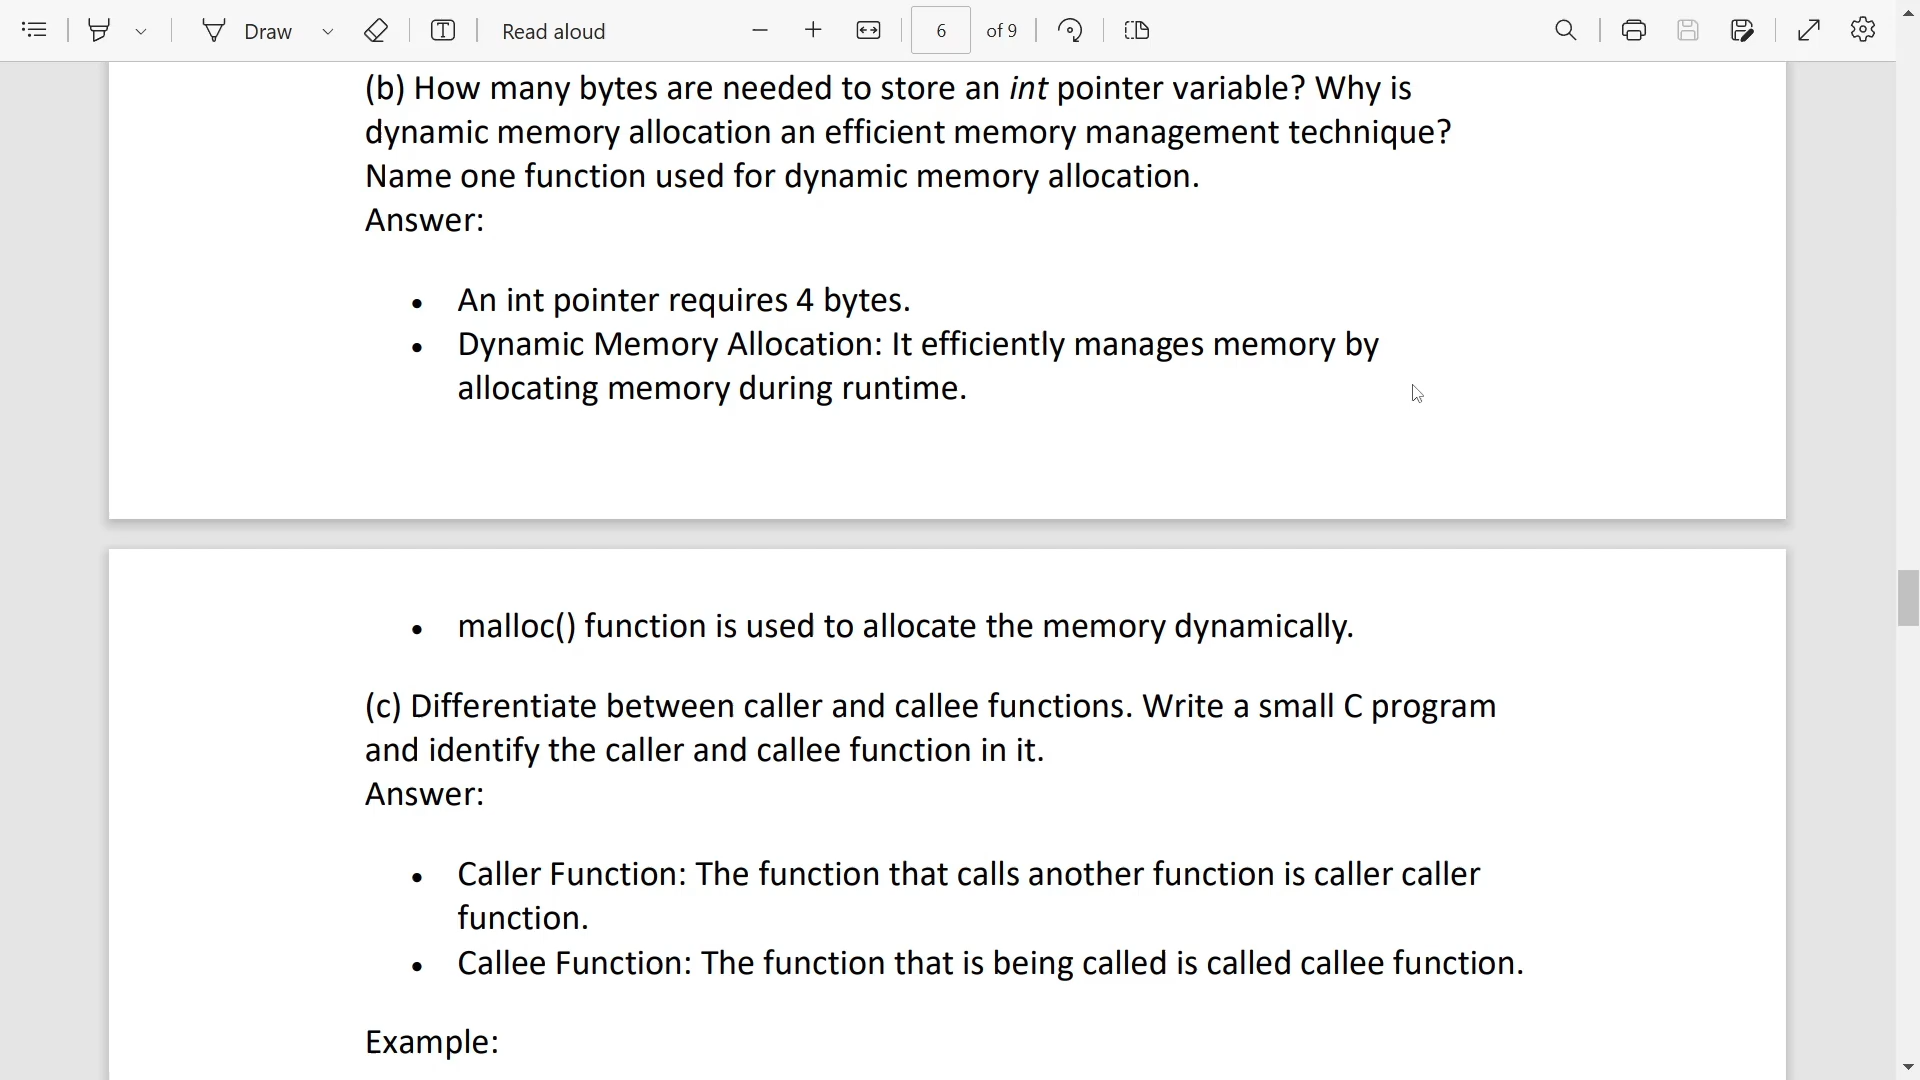 Draw
Read aloud
6
of 9
(b) How many bytes are needed to store an int pointer variable? Why is
dynamic memory allocation an efficient memory management technique?
Name one function used for dynamic memory allocation.
Answer:
• An int pointer requires 4 bytes.
• Dynamic Memory Allocation: It efficiently manages memory by
allocating memory during runtime.
• malloc() function is used to allocate the memory dynamically.
(c) Differentiate between caller and callee functions. Write a small C program
and identify the caller and callee function in it.
Answer:
• Caller Function: The function that calls another function is caller caller
function.
• Callee Function: The function that is being called is called callee function.
Example: